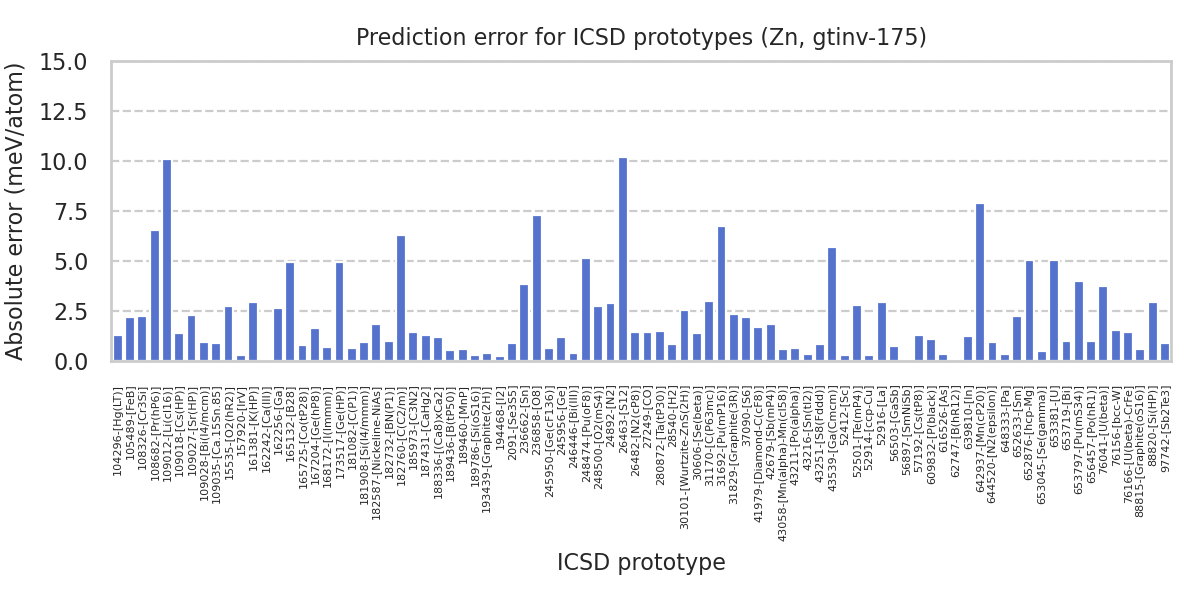 Prediction error for ICSD prototypes (Zn, gtinv-175)
Absolute error (meV/atom)
15.0
12.5
10.0
7.5
5.0
2.5
0.0
104296-[Hg(LT)]
105489-[FeB]
108326-[Cr3Si]
108682-[Pr(hP6)]
109012-[Li(cI16)]
109018-[Cs(HP)]
109027-[Sr(HP)]
109028-[Bi(I4/mcm)]
109035-[Ca.15Sn.85]
15535-[O2(hR2)]
157920-[IrV]
161381-[K(HP)]
162242-[Ca(III)]
162256-[Ga]
165132-[B28]
165725-[Co(tP28)]
167204-[Ge(hP8)]
168172-[I(Immm)]
173517-[Ge(HP)]
181082-[C(P1)]
181908-[Si(I4/mmm)]
182587-[Nickeline-NiAs]
182732-[BN(P1)]
182760-[C(C2/m)]
185973-[C3N2]
187431-[CaHg2]
188336-[(Ca8)xCa2]
189436-[B(tP50)]
189460-[MnP]
189786-[Si(oS16)]
193439-[Graphite(2H)]
194468-[I2]
2091-[Se3S5]
236662-[Sn]
236858-[O8]
245950-[Ge(cF136)]
245956-[Ge]
246446-[Bi(III)]
248474-[Pu(oF8)]
248500-[O2(mS4)]
24892-[N2]
26463-[S12]
26482-[N2(cP8)]
27249-[CO]
280872-[Ta(tP30)]
28540-[H2]
30101-[Wurtzite-ZnS(2H)]
30606-[Se(beta)]
31170-[C(P63mc)]
31692-[Pu(mP16)]
31829-[Graphite(3R)]
37090-[S6]
41979-[Diamond-C(cF8)]
42679-[Sb(mP4)]
43058-[Mn(alpha)-Mn(cI58)]
43211-[Po(alpha)]
43216-[Sn(tI2)]
43251-[S8(Fddd)]
43539-[Ga(Cmcm)]
52412-[Sc]
52501-[Te(mP4)]
52914-[fcc-Cu]
52916-[La]
56503-[GaSb]
56897-[SmNiSb]
57192-[Cs(tP8)]
609832-[P(black)]
616526-[As]
62747-[B(hR12)]
639810-[In]
642937-[Mn(cP20)]
644520-[N2(epsilon)]
648333-[Pa]
652633-[Sm]
652876-[hcp-Mg]
653045-[Se(gamma)]
653381-[U]
653719-[Bi]
653797-[Pu(mS34)]
656457-[Po(hR1)]
76041-[U(beta)]
76156-[bcc-W]
76166-[U(beta)-CrFe]
88815-[Graphite(oS16)]
88820-[Si(HP)]
97742-[Sb2Te3]
ICSD prototype